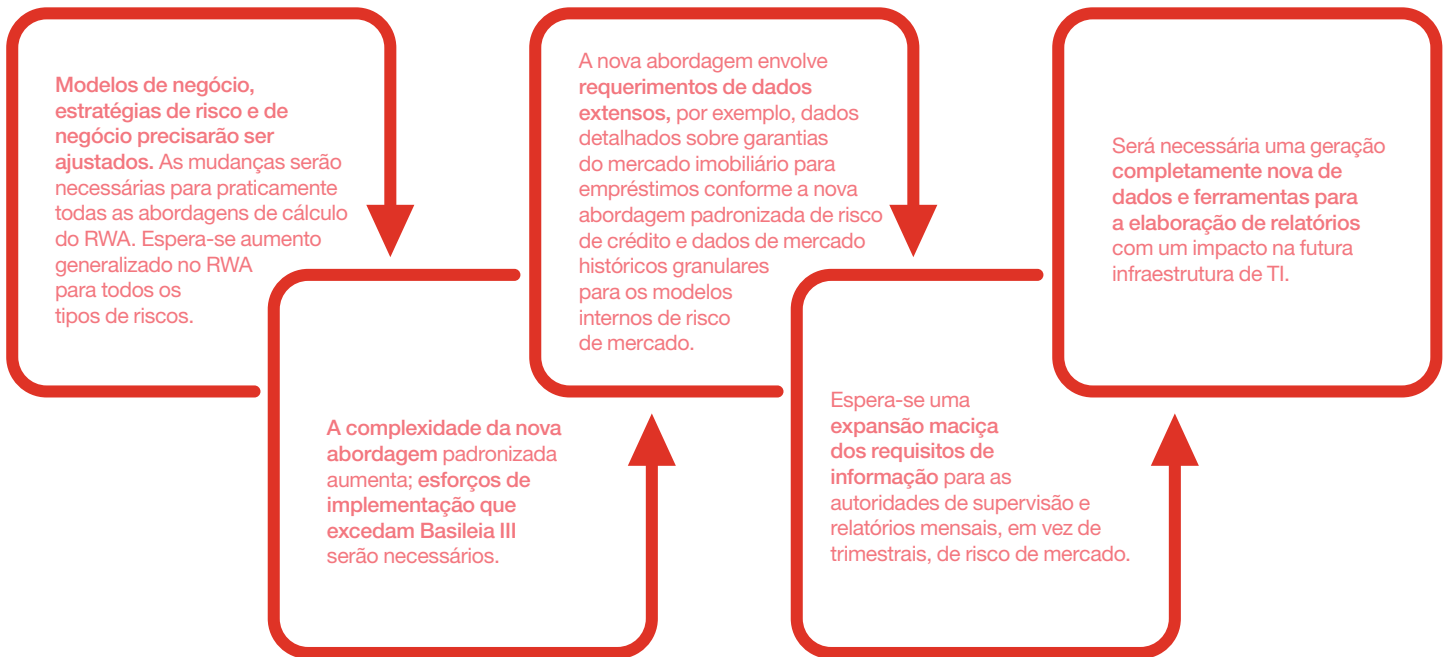 Modelos de negócio,
estratégias de risco e de
negócio precisarão ser
ajustados. As mudanças serão
necessárias para praticamente
todas as abordagens de cálculo
do RWA. Espera-se aumento
generalizado no RWA
para todos os
tipos de riscos.
A complexidade da nova
abordagem padronizada
aumenta; esforços de
implementação que
excedam Basileia III
serão necessários.
A nova abordagem envolve
requerimentos de dados
extensos, por exemplo, dados
detalhados sobre garantias
do mercado imobiliário para
empréstimos conforme a nova
abordagem padronizada de risco
de crédito e dados de mercado
históricos granulares
para os modelos
internos de risco
de mercado.
Espera-se uma
expansão maciça
dos requisitos de
informação para as
autoridades de supervisão e
relatórios mensais, em vez de
trimestrais, de risco de mercado.
Será necessária uma geração
completamente nova de
dados e ferramentas para
a elaboração de relatórios
com um impacto na futura
infraestrutura de TI.